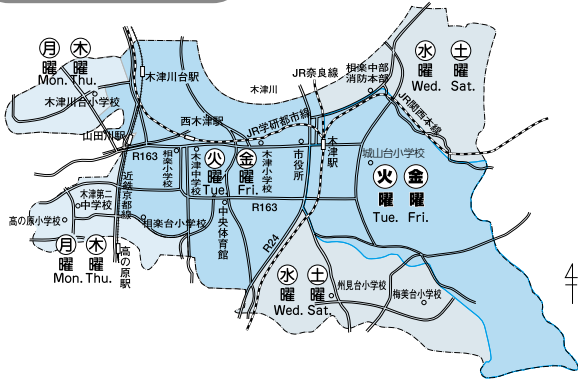 月曜 木曜
Mon. Thu.
木津川台小学校
木津川台駅
木津川
JR奈良線
相楽中部
消防本部
水曜 土曜
Wed. Sat.
JR関西本線
山田川駅
西木津駅
JR学研都市線
R163
相楽小学校
木津中学校
火曜 金曜
Tue. Fri.
木津小学校
市役所
木津駅
城山台小学校
火曜 金曜
Tue. Fri.
近鉄京都線
木津第二
中学校
高の原小学校
相楽台小学校
中央体育館
R163
R24
月曜 木曜
Mon. Thu.
高の原駅
水曜 土曜
Wed. Sat.
州見台小学校
梅美台小学校
4